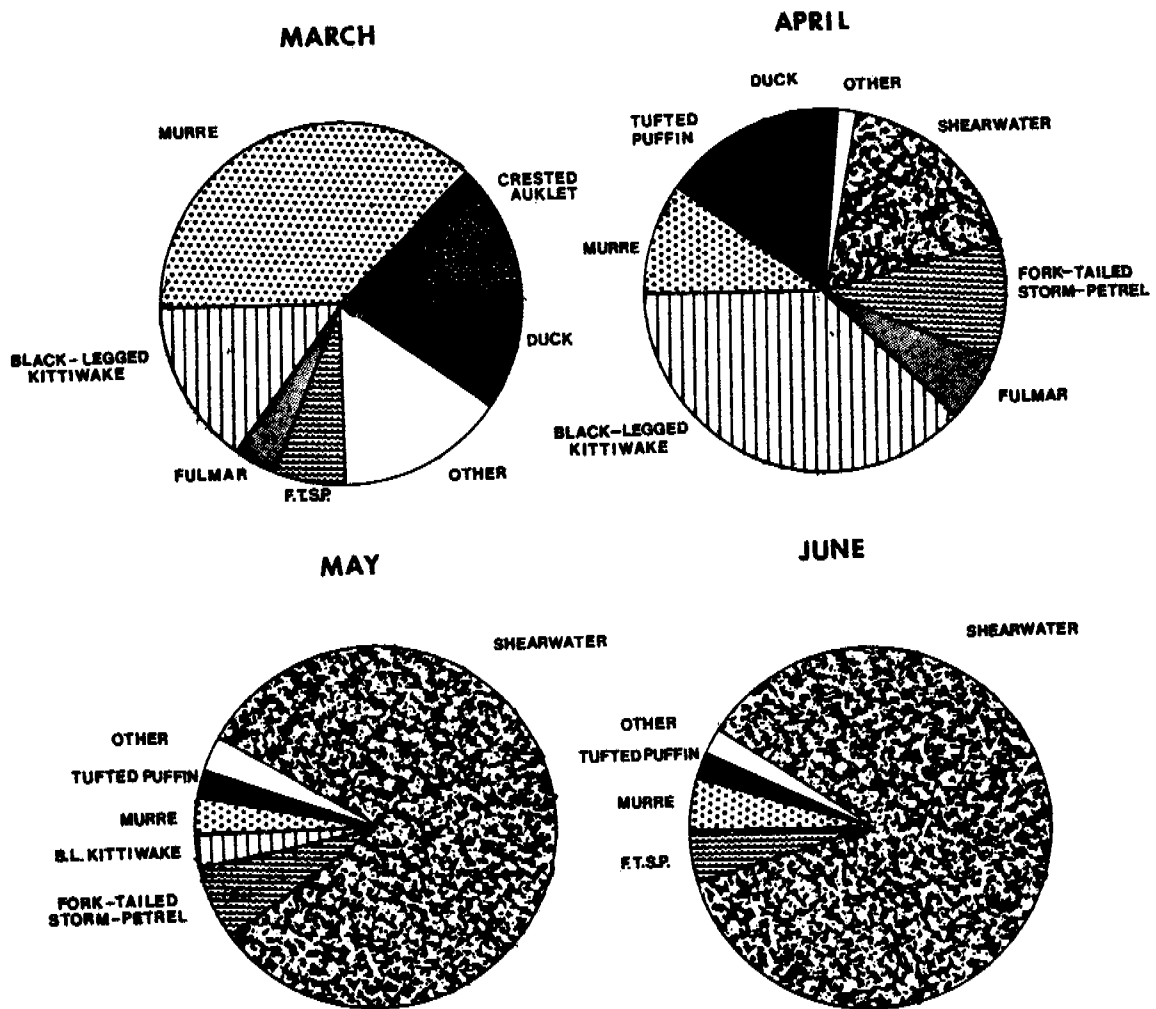 MARCH
MURRE
CRESTED
AUKLET
DUCK
OTHER
F.T.S.P.
FULMAR
BLACK-LEGGED
KITTIWAKE
APRIL
DUCK
OTHER
TUFTED
PUFFIN
SHEARWATER
MURRE
FORK-TAILED
STORM-PETREL
FULMAR
BLACK-LEGGED
KITTIWAKE
MAY
SHEARWATER
OTHER
TUFTED PUFFIN
MURRE
B.L. KITTIWAKE
FORK-TAILED
STORM-PETREL
JUNE
SHEARWATER
OTHER
TUFTED PUFFIN
MURRE
F.T.S.P.